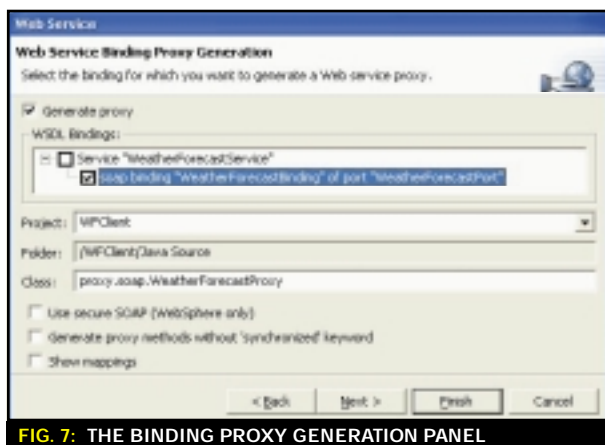 Web Service
Web Service Binding Proxy Generation
Select the binding for which you want to generate a Web service proxy.
Generate proxy
WSDL Bindings:
Service "WeatherForecastService"
soap binding "WeatherForecastBinding" of port "WeatherForecastPort"
Project: WFClient
Folder: /WFClient/Java Source
Class: proxy.soap.WeatherForecastProxy
Use secure SOAP (WebSphere only)
Generate proxy methods without 'synchronized' keyword
Show mappings
< Back Next > Finish Cancel
FIG. 7: THE BINDING PROXY GENERATION PANEL